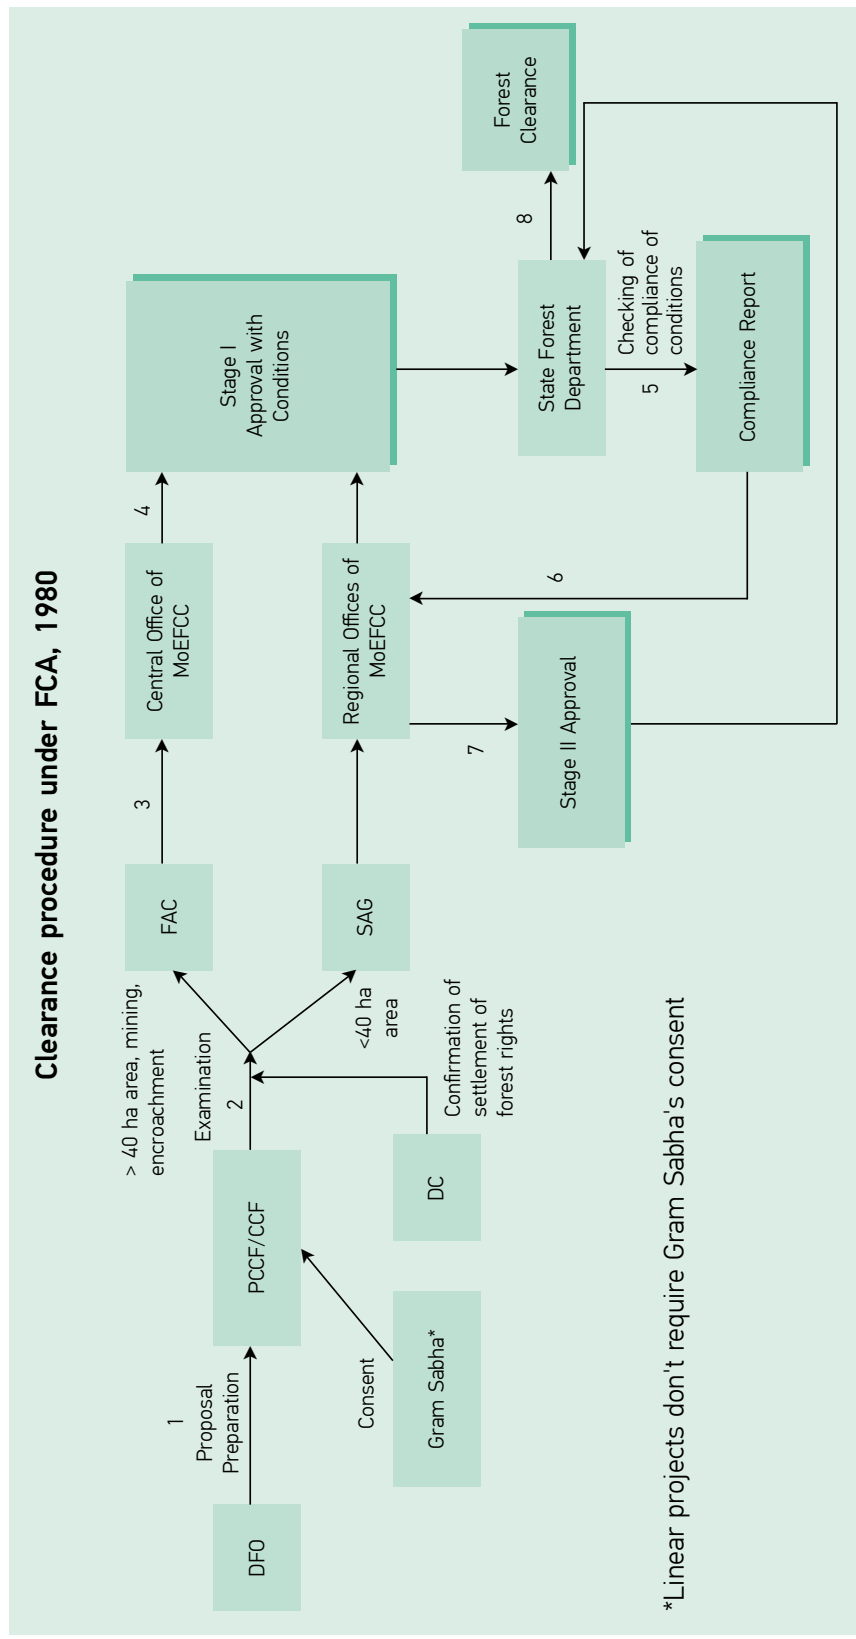 Clearance procedure under FCA, 1980
DFO
1
Proposal
Preparation
PCCF/CCF
Gram Sabha*
Consent
DC
Confirmation of
settlement of
forest rights
Examination
2
> 40 ha area, mining,
encroachment
<40 ha
area
FAC
SAG
3
Central Office of
MoEFCC
Regional Offices of
MoEFCC
4
Stage I
Approval with
Conditions
State Forest
Department
5
Checking of
compliance of
conditions
Compliance Report
6
7
Stage II Approval
8
Forest
Clearance
*Linear projects don't require Gram Sabha's consent